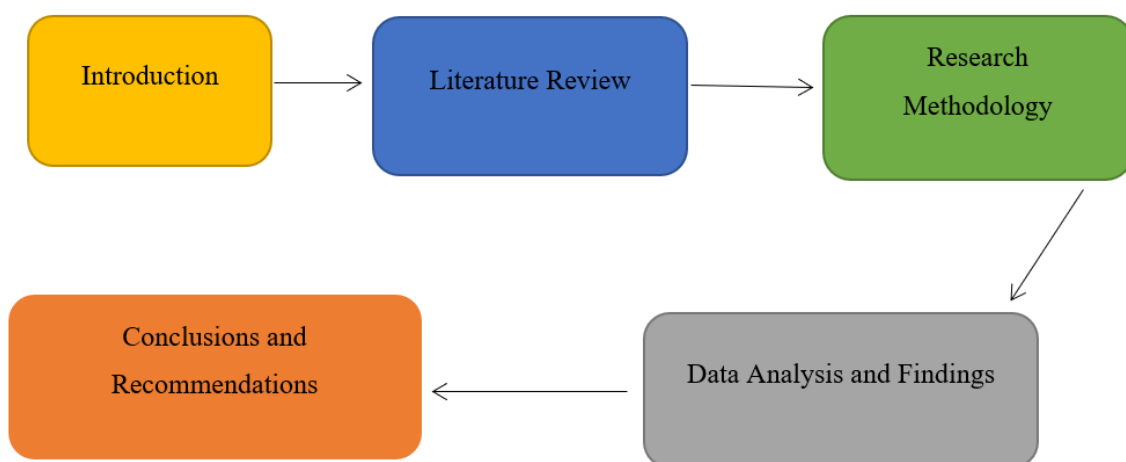 Introduction
Literature Review
Research
Methodology
Data Analysis and Findings
Conclusions and
Recommendations